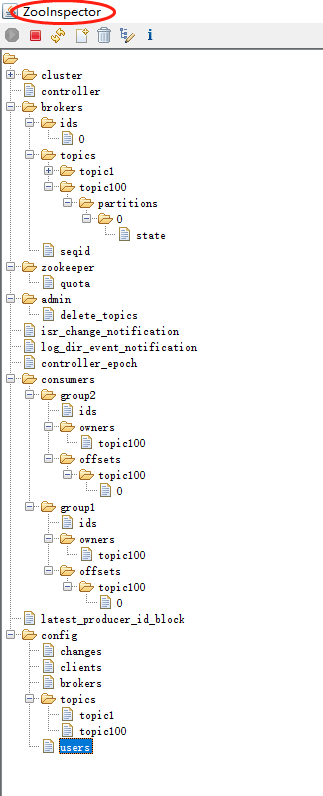 ZooInspector
cluster
controller
brokers
ids
0
topics
topic1
topic100
partitions
0
state
seqid
zookeeper
quota
admin
delete_topics
isr_change_notification
log_dir_event_notification
controller_epoch
consumers
group2
ids
owners
topic100
offsets
topic100
0
group1
ids
owners
topic100
offsets
topic100
0
latest_producer_id_block
config
changes
clients
brokers
topics
topic1
topic100
users